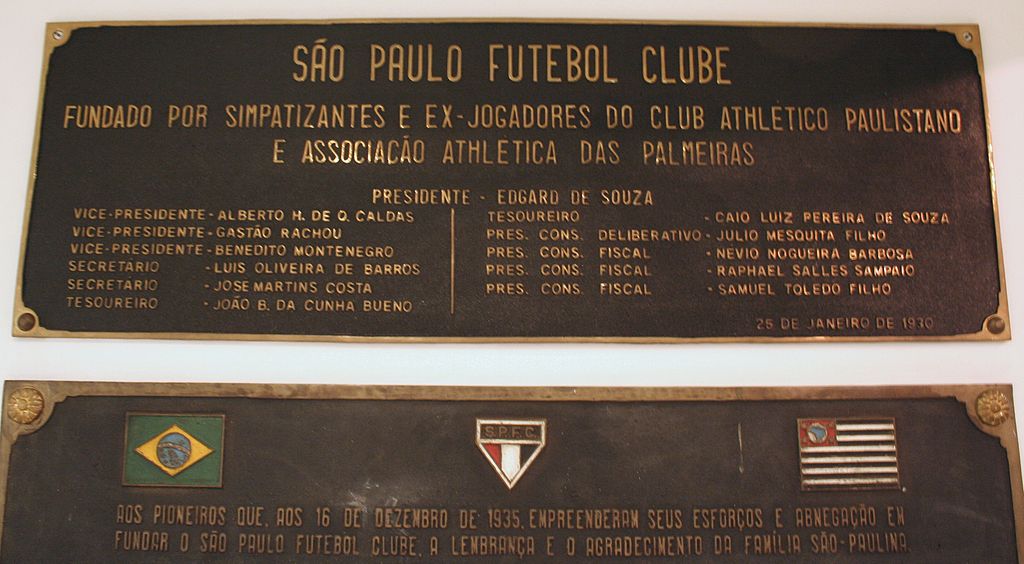 SÃO PAULO FUTEBOL CLUBE
FUNDADO POR SIMPATIZANTES E EX-JOGADORES DO CLUB ATHLÉTICO PAULISTANO
E ASSOCIAÇÃO ATHLÉTICA DAS PALMEIRAS
PRESIDENTE - EDGARD DE SOUZA
VICE-PRESIDENTE - ALBERTO H. DE O. CALDAS
VICE-PRESIDENTE - GASTÃO RACHOU
VICE-PRESIDENTE - BENEDITO MONTENEGRO
SECRETARIO - LUIS OLIVEIRA DE BARROS
SECRETARIO - JOSE MARTINS COSTA
TESOUREIRO - JOÃO B. DA CUNHA BUENO
TESOUREIRO - CAIO LUIZ PEREIRA DE SOUZA
PRES. CONS. DELIBERATIVO - JULIO MESQUITA FILHO
PRES. CONS. FISCAL - NEVIO NOGUEIRA BARBOSA
PRES. CONS. FISCAL - RAPHAEL SALLES SAMPAIO
PRES. CONS. FISCAL - SAMUEL TOLEDO FILHO
25 DE JANEIRO DE 1930
S.P.F.C.
AOS PIONEIROS QUE, AOS 16 DE DEZEMBRO DE 1935, EMPREENDERAM SEUS ESFORÇOS E ABNEGAÇÃO EM
FUNDAR O SÃO PAULO FUTEBOL CLUBE, A LEMBRANÇA E O AGRADECIMENTO DA FAMÍLIA SÃO-PAULINA.